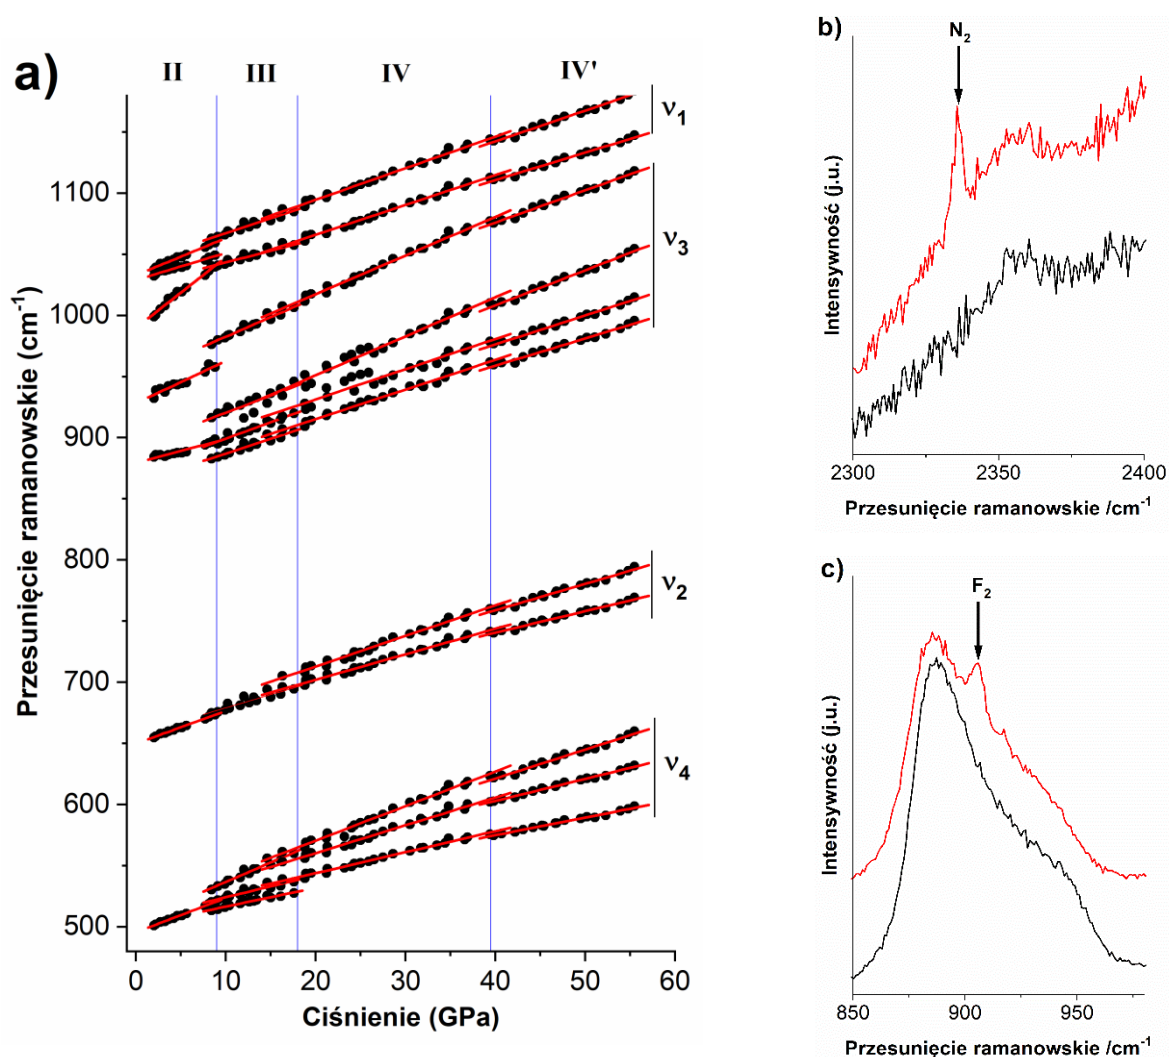 a)
II III IV IV'
ν1
ν3
ν2
ν4
1100
1000
900
800
700
600
500
Przesunięcie ramanowskie (cm-1)
0 10 20 30 40 50 60
Ciśnienie (GPa)
b)
N2
Intensywność (j.u.)
2300 2350 2400
Przesunięcie ramanowskie /cm-1
c)
F2
Intensywność (j.u.)
850 900 950
Przesunięcie ramanowskie /cm-1